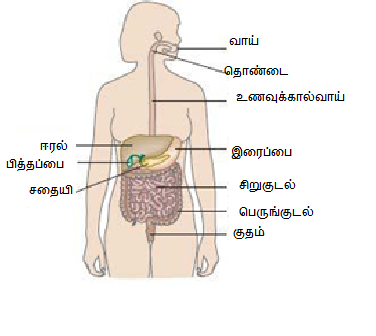 வாய்
தொண்டை
உணவுக்கால்வாய்
ஈரல்
பித்தப்பை
சதையி
இரைப்பை
சிறுகுடல்
பெருங்குடல்
குதம்